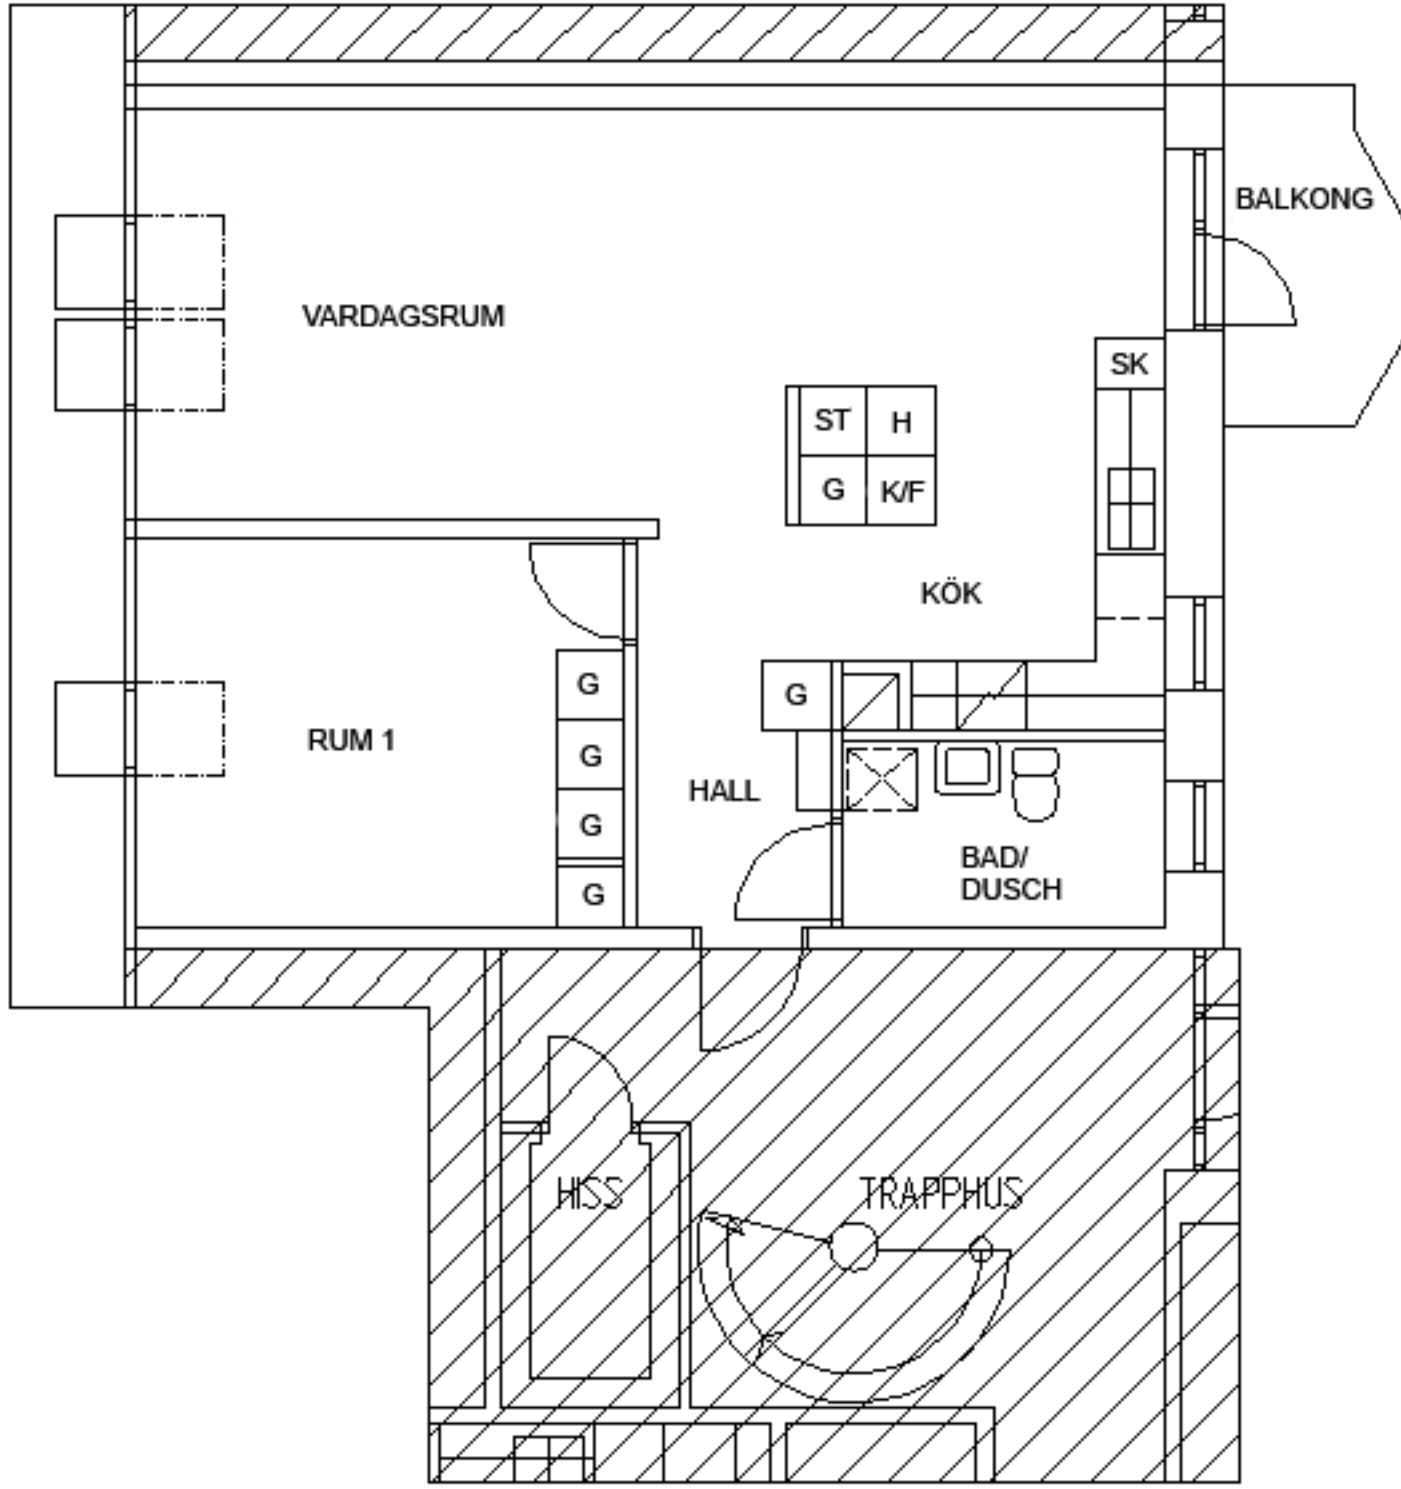 BALKONG
VARDAGSRUM
SK
ST H
G K/F
KÖK
G
G
RUM 1
G
HALL
G
BAD/
DUSCH
G
HISS
TRAPPHUS